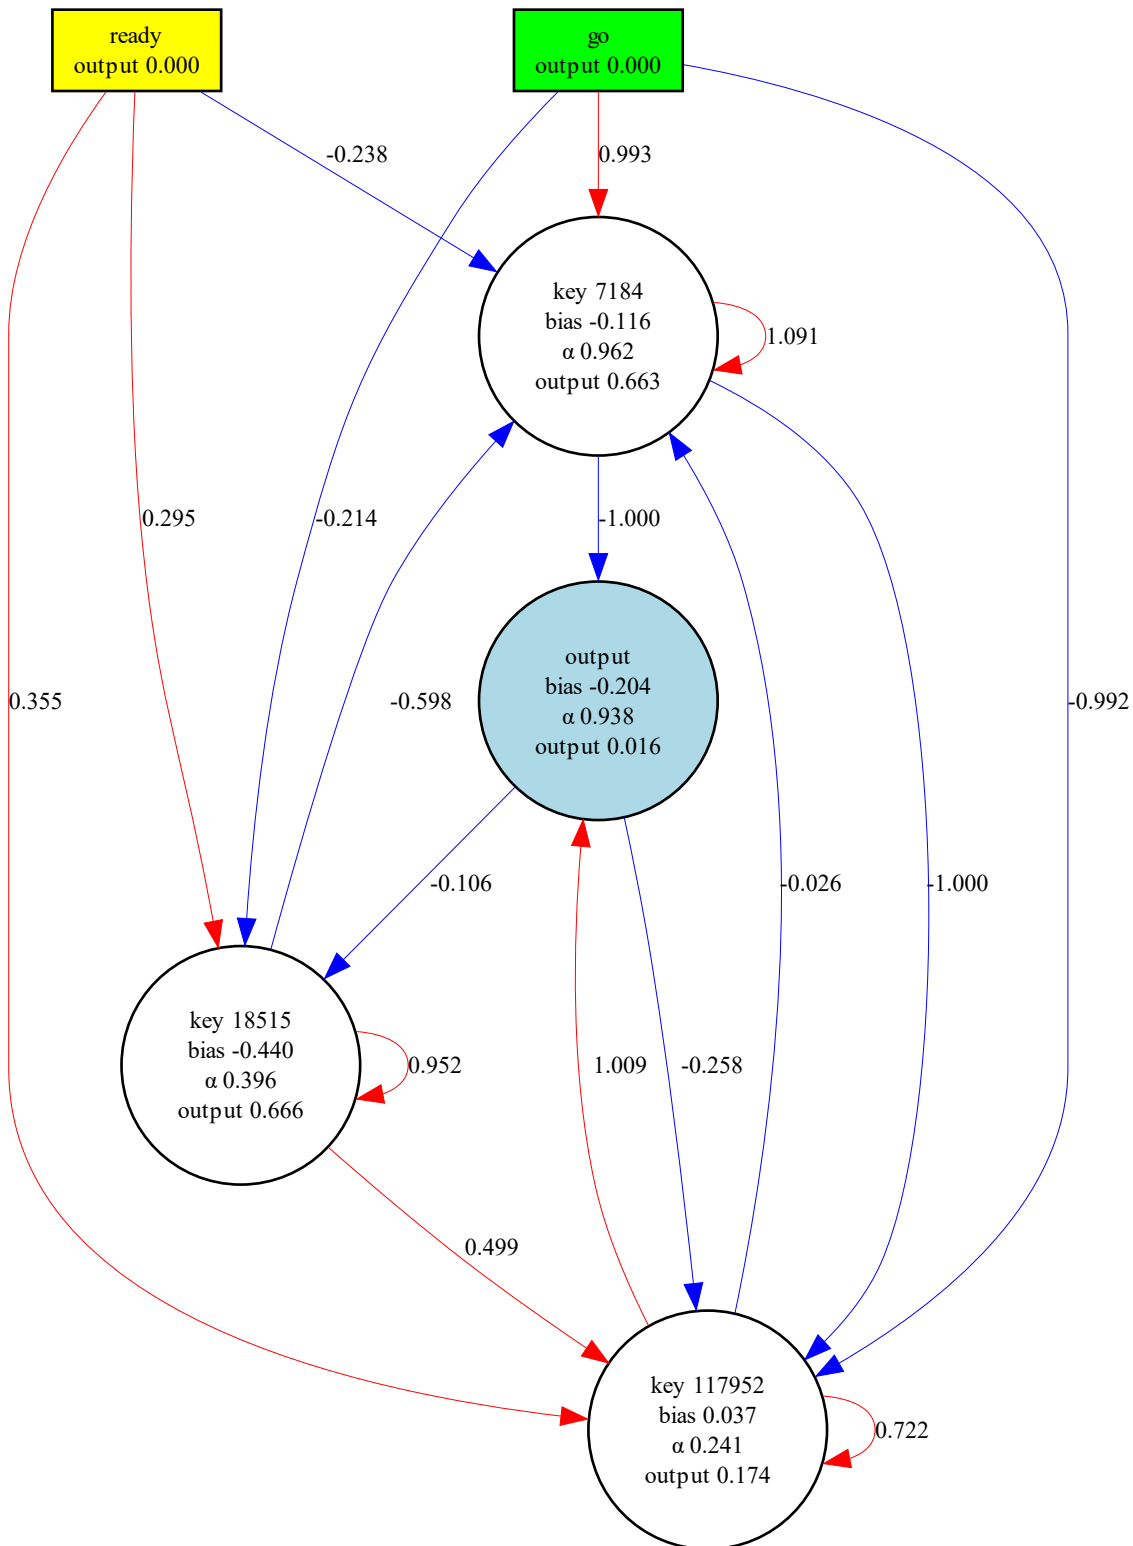 ready
output 0.000
go
output 0.000
-0.238
0.993
key 7184
bias -0.116
α 0.962
output 0.663
1.091
0.295
-0.214
-1.000
output
bias -0.204
α 0.938
output 0.016
0.355
-0.598
-0.992
-0.106
-0.026
-1.000
key 18515
bias -0.440
α 0.396
output 0.666
0.952
1.009
-0.258
0.499
key 117952
bias 0.037
α 0.241
output 0.174
0.722